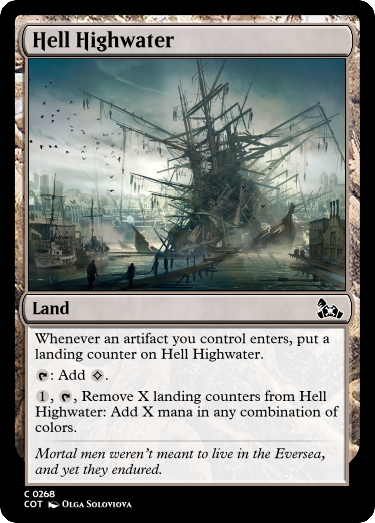 Hell Highwater
Land
Whenever an artifact you control enters, put a
landing counter on Hell Highwater.
: Add .
1, , Remove X landing counters from Hell
Highwater: Add X mana in any combination of
colors.
Mortal men weren't meant to live in the Eversea,
and yet they endured.
C 0268
COT Olga Soloviova